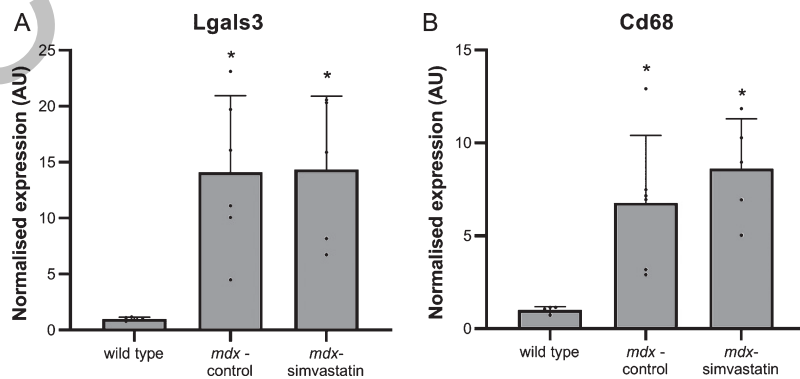 A
Lgals3
Normalised expression (AU)
25
20
15
10
5
0
*
*
wild type
mdx -
control
mdx-
simvastatin
B
Cd68
Normalised expression (AU)
15
10
5
0
*
*
wild type
mdx -
control
mdx-
simvastatin